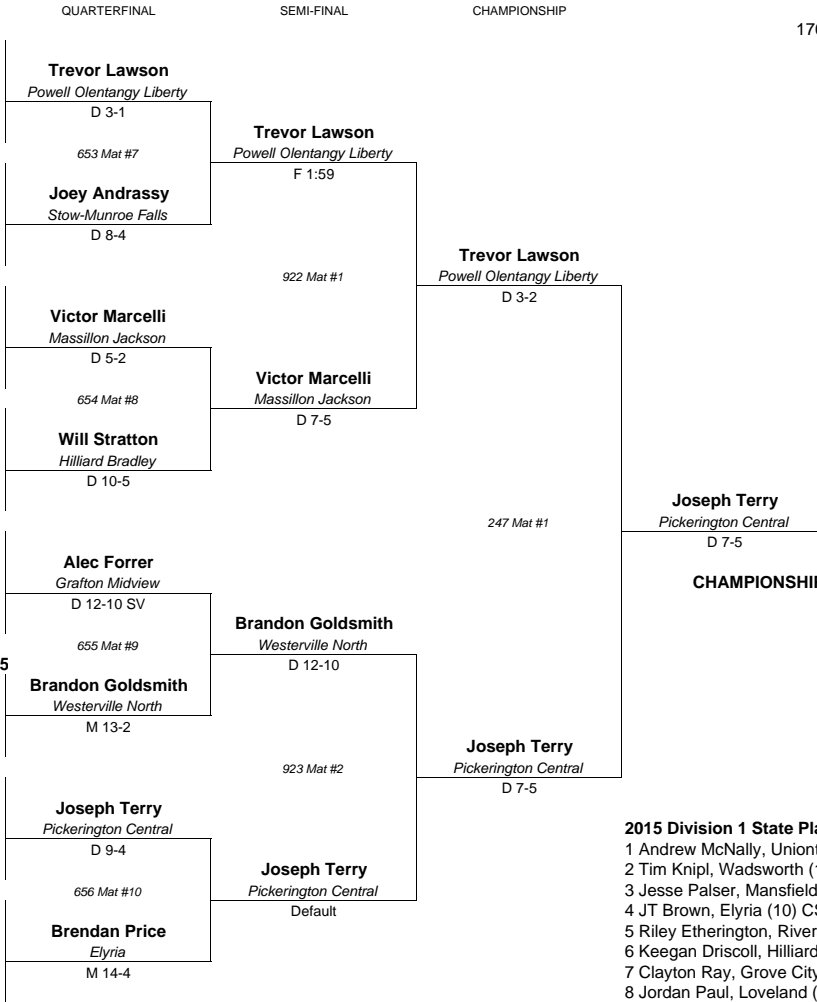 QUARTERFINAL SEMI-FINAL CHAMPIONSHIP
Trevor Lawson
Powell Olentangy Liberty
D 3-1
653 Mat #7
Joey Andrassy
Stow-Munroe Falls
D 8-4
Victor Marcelli
Massillon Jackson
D 5-2
654 Mat #8
Will Stratton
Hilliard Bradley
D 10-5
Alec Forrer
Grafton Midview
D 12-10 SV
655 Mat #9
5
Brandon Goldsmith
Westerville North
M 13-2
Joseph Terry
Pickerington Central
D 9-4
656 Mat #10
Brendan Price
Elyria
M 14-4
Trevor Lawson
Powell Olentangy Liberty
F 1:59
922 Mat #1
Victor Marcelli
Massillon Jackson
D 7-5
Brandon Goldsmith
Westerville North
D 12-10
923 Mat #2
Joseph Terry
Pickerington Central
Default
Trevor Lawson
Powell Olentangy Liberty
D 3-2
247 Mat #1
Joseph Terry
Pickerington Central
D 7-5
Joseph Terry
Pickerington Central
D 7-5
2015 Division 1 State
1 Andrew McNally,
2 Tim Knipl, Wadsworth
3 Jesse Palser, Mansfield
4 JT Brown, Elyria (10)
5 Riley Etherington,
6 Keegan Driscoll,
7 Clayton Ray, Grove City
8 Jordan Paul, Loveland